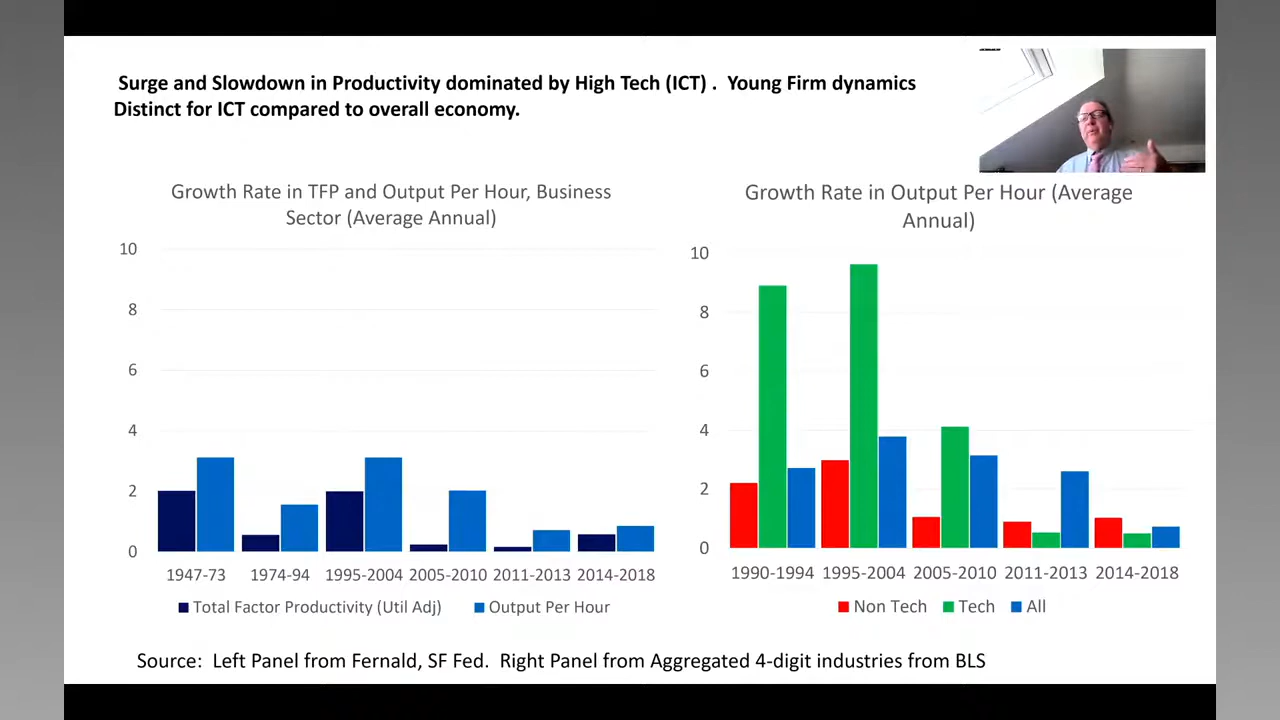 Surge and Slowdown in Productivity dominated by High Tech (ICT) .  Young Firm dynamics
Distinct for ICT compared to overall economy.
Growth Rate in TFP and Output Per Hour, Business
Sector (Average Annual)
10
8
6
4
2
0
1947-73 1974-94 1995-2004 2005-2010 2011-2013 2014-2018
Total Factor Productivity (Util Adj) Output Per Hour
Growth Rate in Output Per Hour (Average
Annual)
10
8
6
4
2
0
1990-1994 1995-2004 2005-2010 2011-2013 2014-2018
Non Tech Tech All
Source:  Left Panel from Fernald, SF Fed.  Right Panel from Aggregated 4-digit industries from BLS